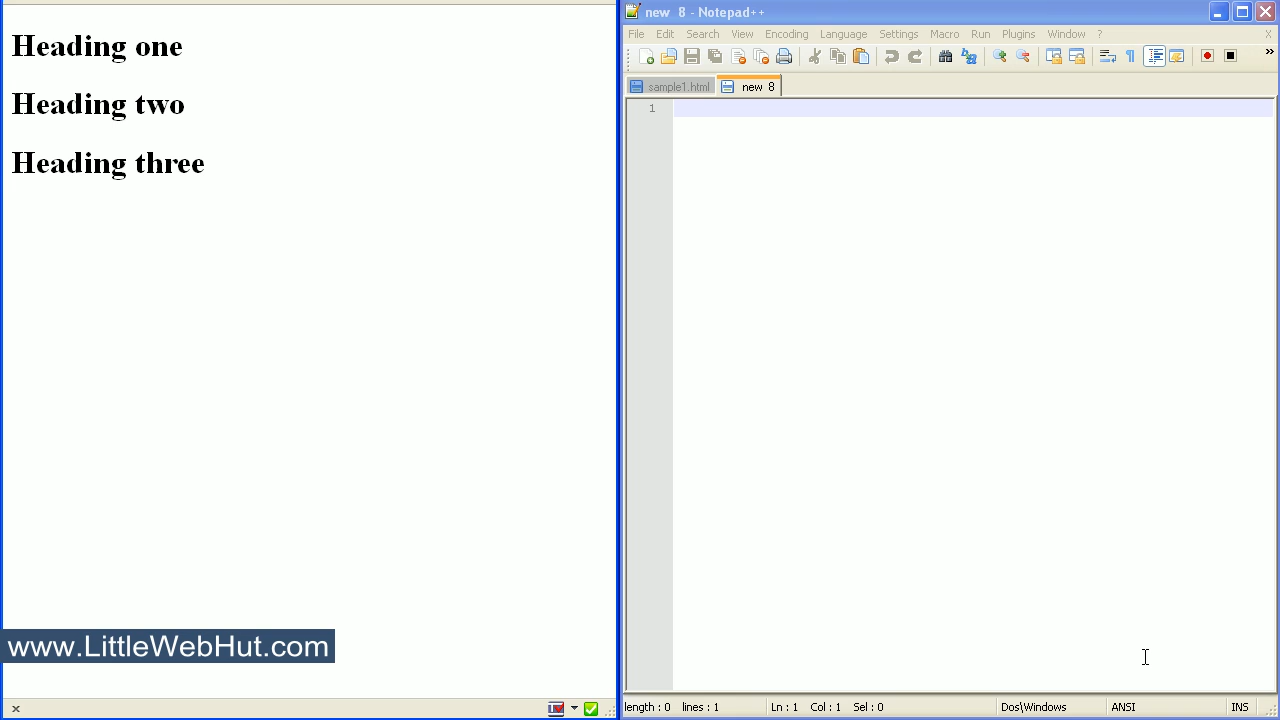 Heading one
Heading two
Heading three
www.LittleWebHut.com
new 8 - Notepad++
File Edit Search View Encoding Language Settings Macro Run Plugins Window ? X
sample1.html new 8
1
length : 0 lines : 1 Ln : 1 Col : 1 Sel : 0 ANSI INS